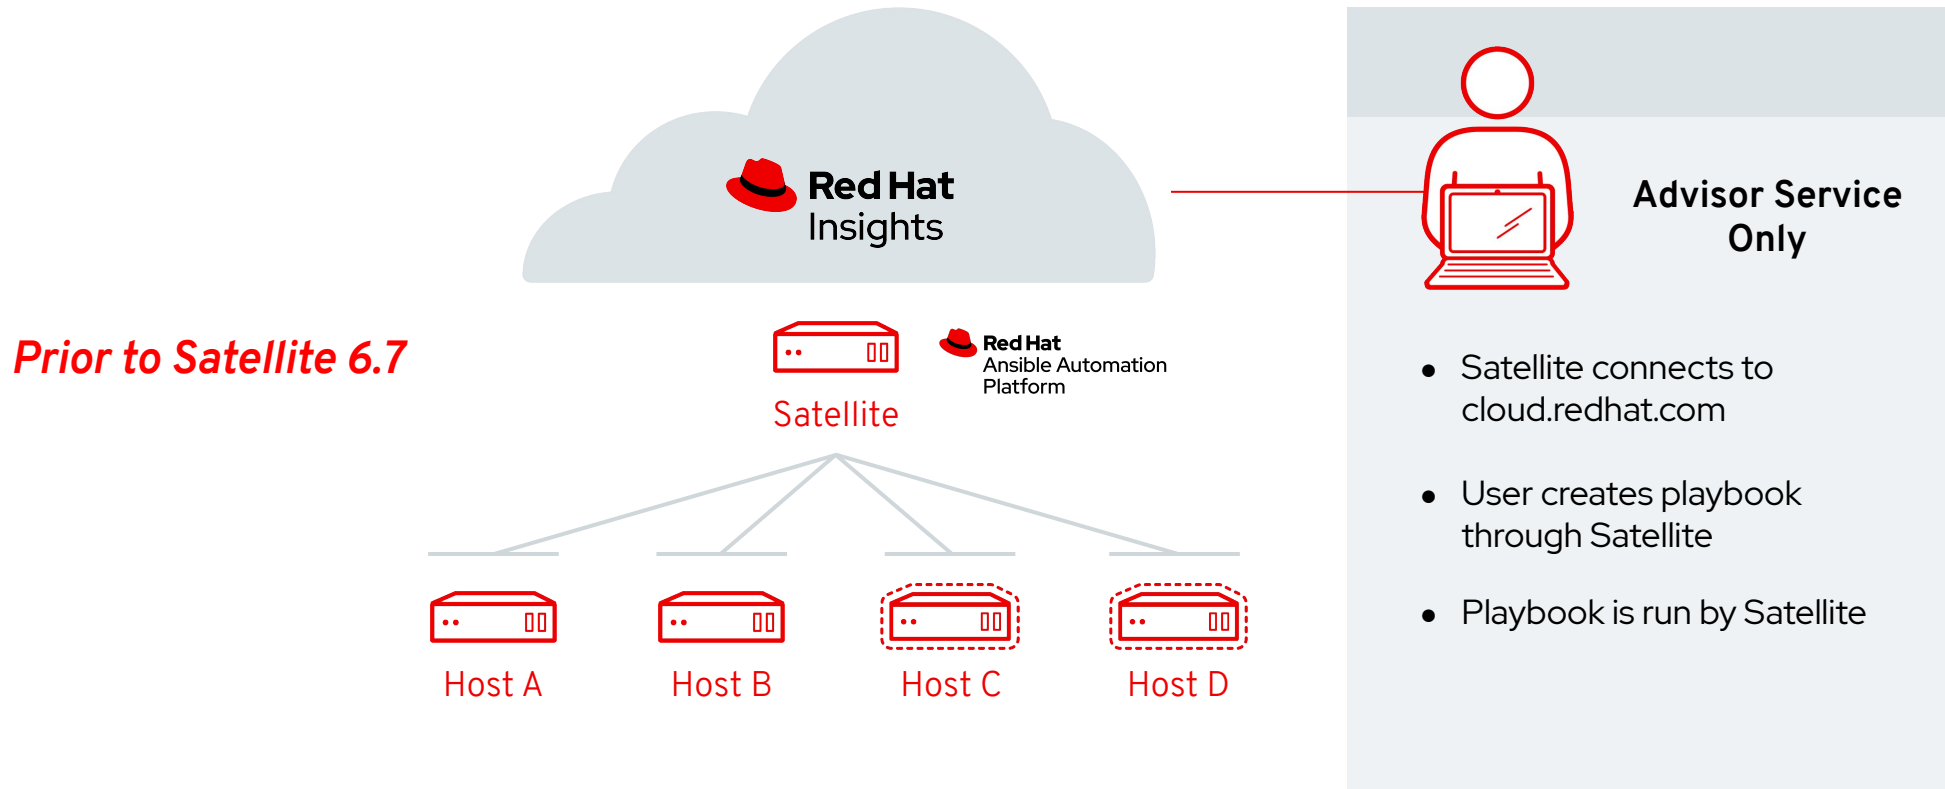 Red Hat
Insights
Advisor Service
Only
Prior to Satellite 6.7
Red Hat
Ansible Automation
Platform
Satellite
Host A
Host B
Host C
Host D
● Satellite connects to
cloud.redhat.com
● User creates playbook
through Satellite
● Playbook is run by Satellite